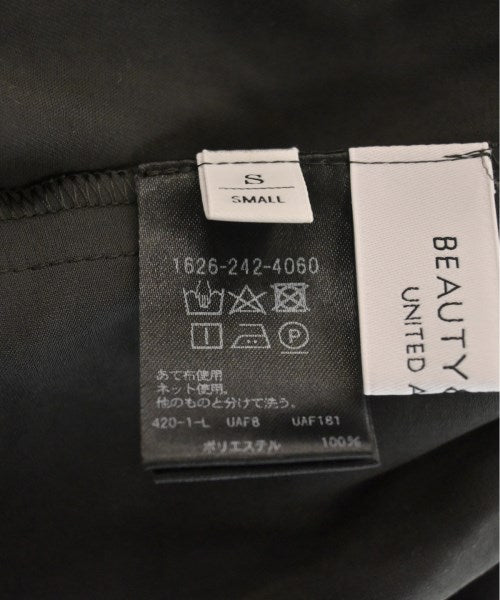 S
SMALL
BEAUTY
UNITED A
1626-242-4060
P
あて布使用
ネット使用。
他のものと分けて洗う。
420-1-L UAF8 UAF181
ポリエステル 100%